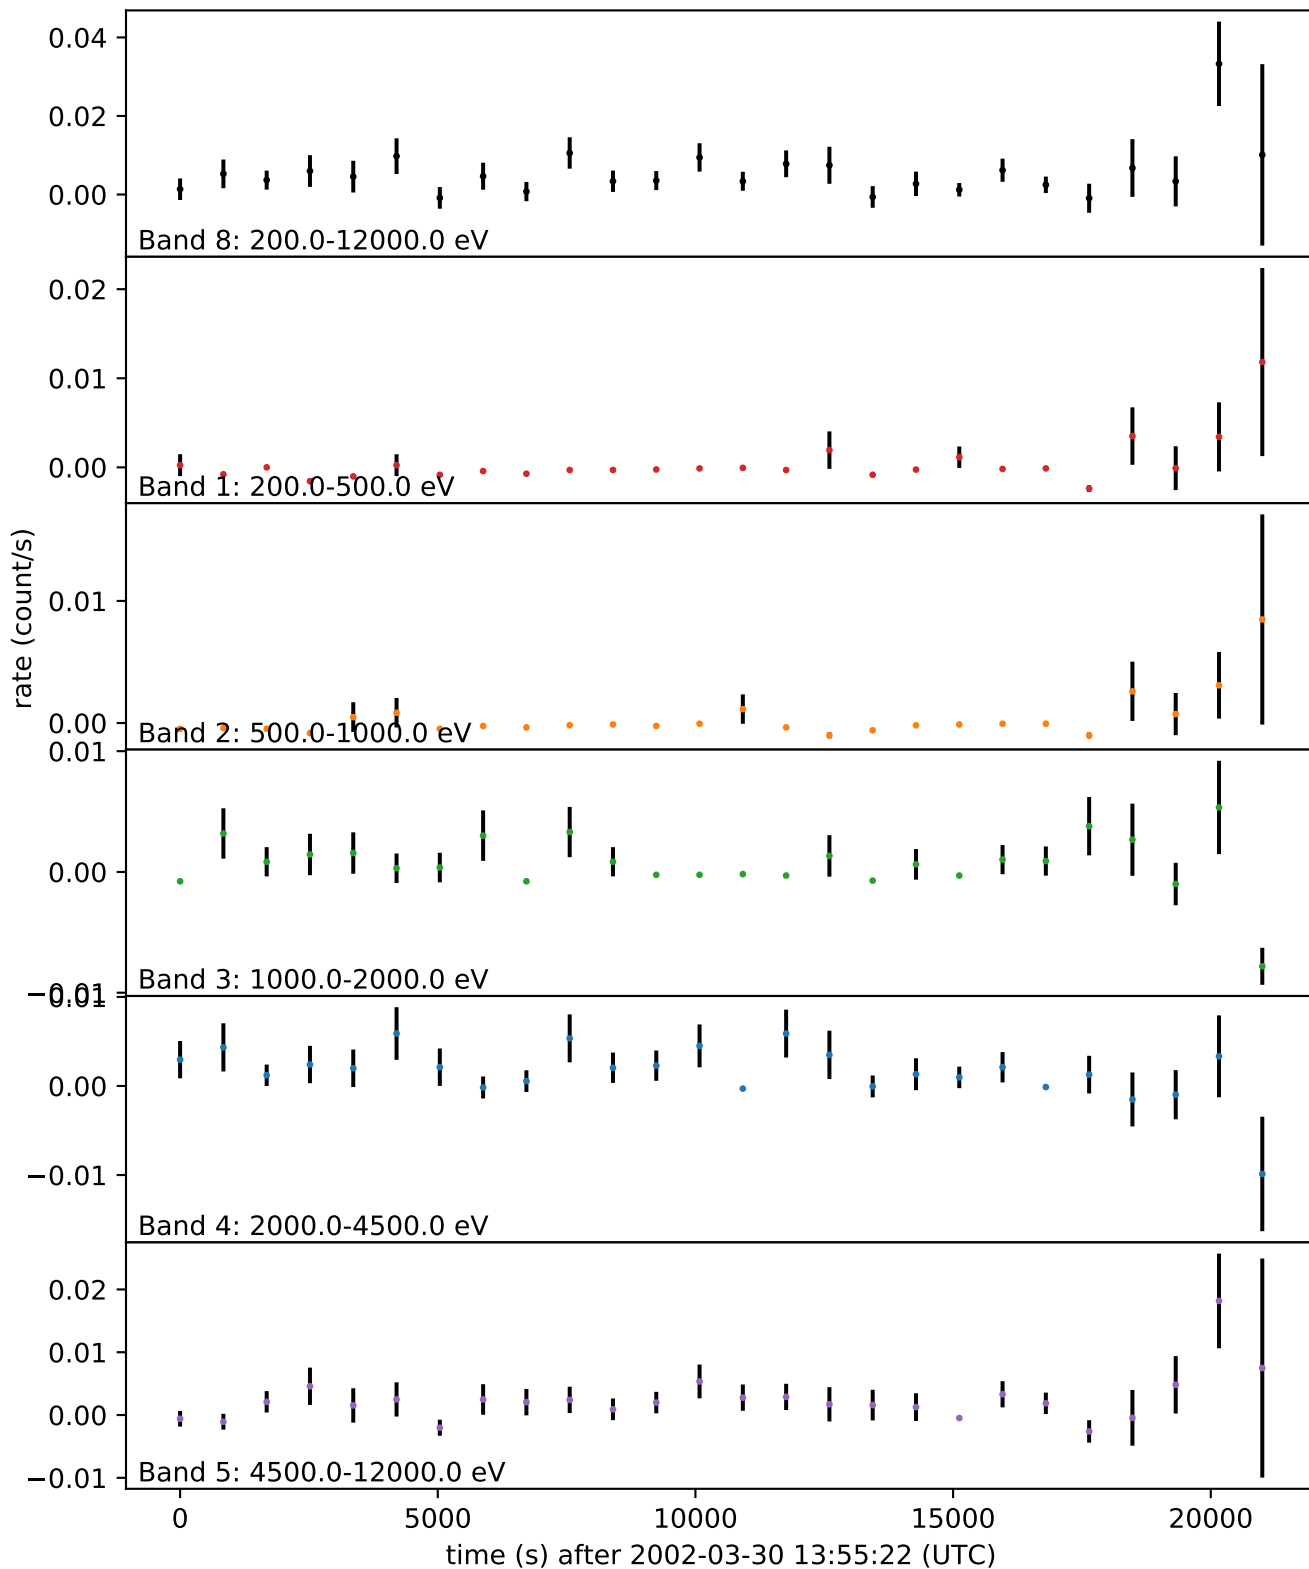 0.04
0.02
0.00
Band 8: 200.0-12000.0 eV
0.02
0.01
0.00
Band 1: 200.0-500.0 eV
rate (count/s)
0.01
0.00
Band 2: 500.0-1000.0 eV
0.01
0.00
−0.01
Band 3: 1000.0-2000.0 eV
0.01
0.00
−0.01
Band 4: 2000.0-4500.0 eV
0.02
0.01
0.00
−0.01
Band 5: 4500.0-12000.0 eV
0 5000 10000 15000 20000
time (s) after 2002-03-30 13:55:22 (UTC)